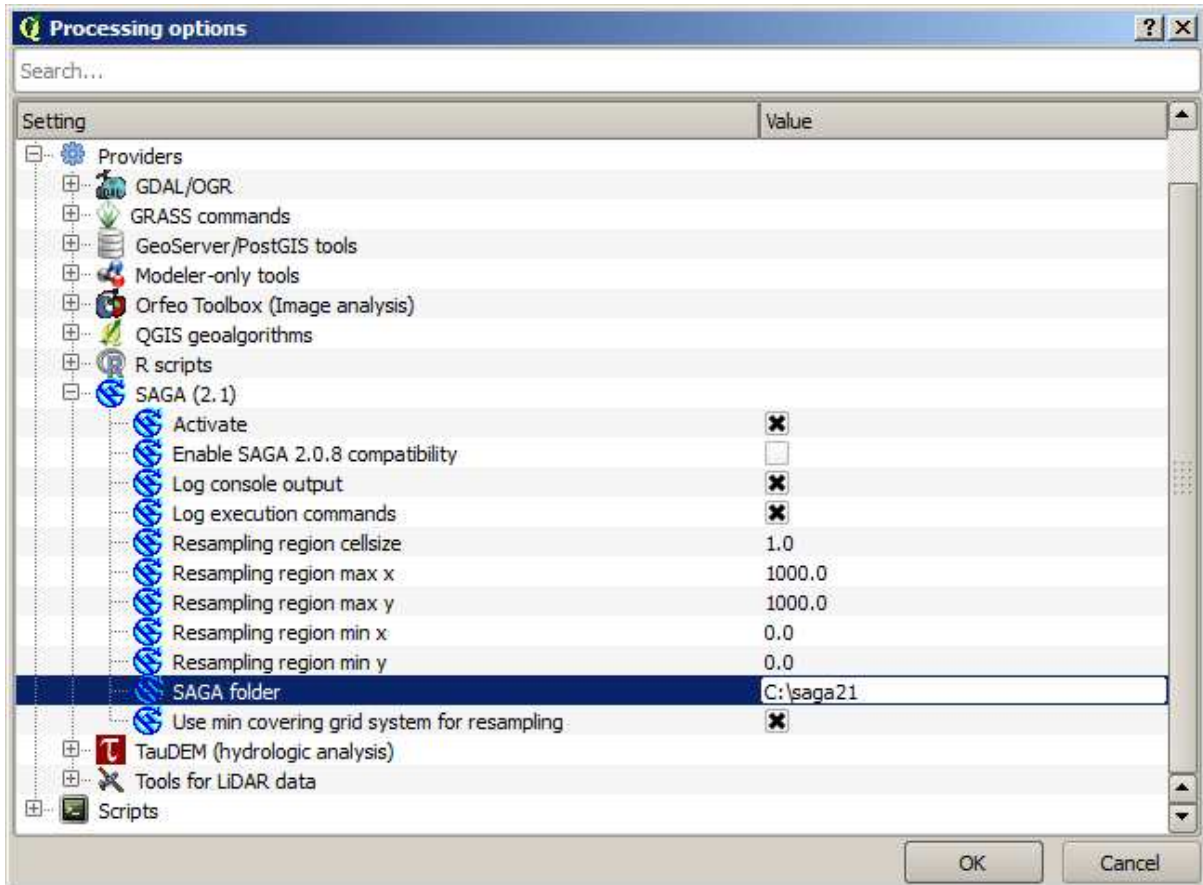 Processing options
Search...
Setting Value
Providers
GDAL/OGR
GRASS commands
GeoServer/PostGIS tools
Modeler-only tools
Orfeo Toolbox (Image analysis)
QGIS geoalgorithms
R scripts
SAGA (2.1)
Activate
Enable SAGA 2.0.8 compatibility
Log console output
Log execution commands
Resampling region cellsize 1.0
Resampling region max x 1000.0
Resampling region max y 1000.0
Resampling region min x 0.0
Resampling region min y 0.0
SAGA folder C:\saga21
Use min covering grid system for resampling
TauDEM (hydrologic analysis)
Tools for LiDAR data
Scripts
OK Cancel